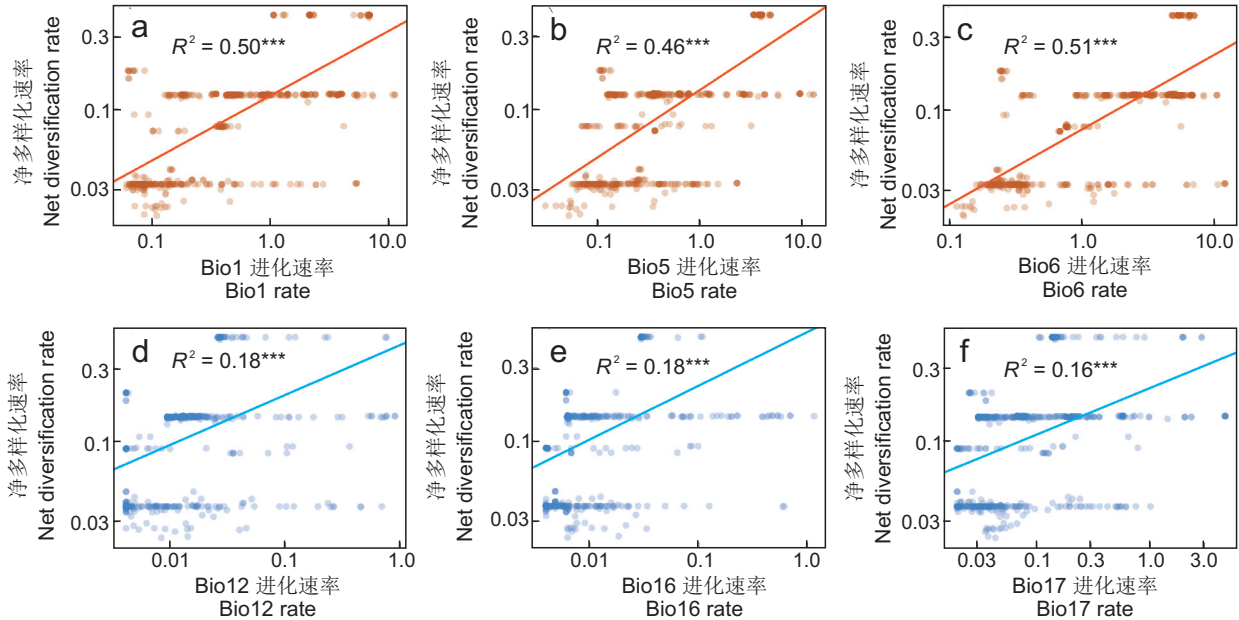 a
R² = 0.50***
净多样化速率
Net diversification rate
0.3
0.1
0.03
0.1
1.0
10.0
Bio1 进化速率
Bio1 rate
b
R² = 0.46***
净多样化速率
Net diversification rate
0.3
0.1
0.03
0.1
1.0
10.0
Bio5 进化速率
Bio5 rate
c
R² = 0.51***
净多样化速率
Net diversification rate
0.3
0.1
0.03
0.1
1.0
10.0
Bio6 进化速率
Bio6 rate
d
R² = 0.18***
净多样化速率
Net diversification rate
0.3
0.1
0.03
0.01
0.1
1.0
Bio12 进化速率
Bio12 rate
e
R² = 0.18***
净多样化速率
Net diversification rate
0.3
0.1
0.03
0.01
0.1
1.0
Bio16 进化速率
Bio16 rate
f
R² = 0.16***
净多样化速率
Net diversification rate
0.3
0.1
0.03
0.03
0.1
0.3
1.0
3.0
Bio17 进化速率
Bio17 rate